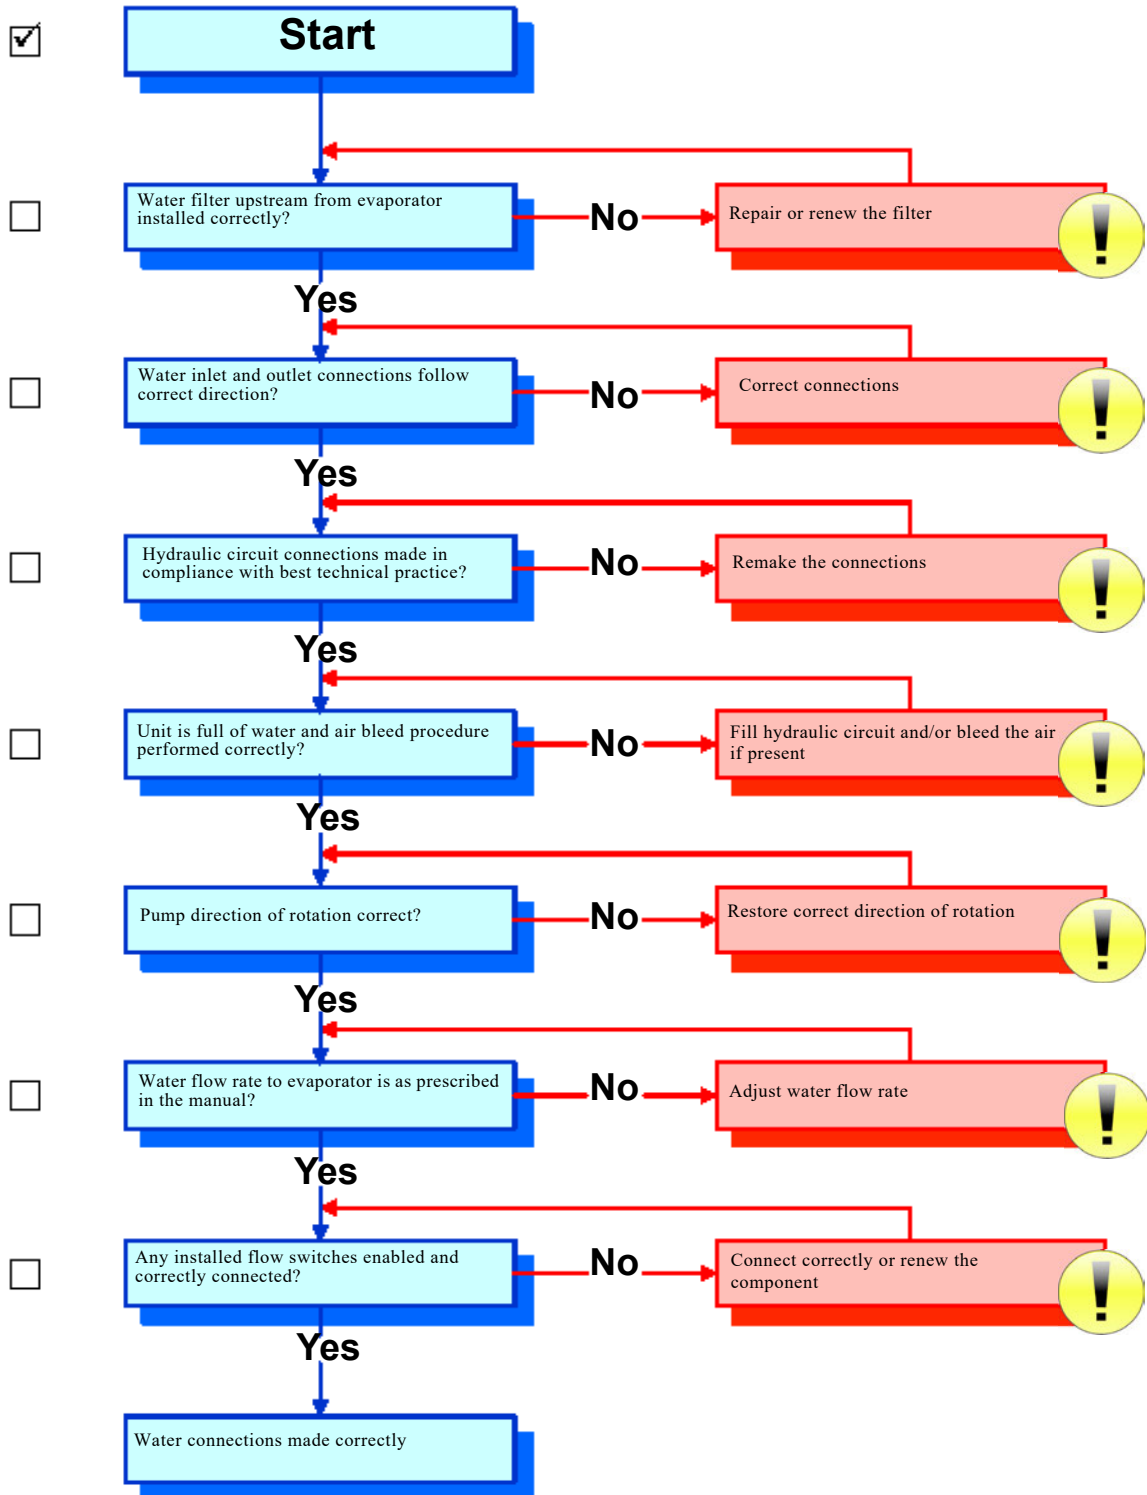 Start
Water filter upstream from evaporator
installed correctly?
No
Repair or renew the filter
Yes
Water inlet and outlet connections follow
correct direction?
No
Correct connections
Yes
Hydraulic circuit connections made in
compliance with best technical practice?
No
Remake the connections
Yes
Unit is full of water and air bleed procedure
performed correctly?
No
Fill hydraulic circuit and/or bleed the air
if present
Yes
Pump direction of rotation correct?
No
Restore correct direction of rotation
Yes
Water flow rate to evaporator is as prescribed
in the manual?
No
Adjust water flow rate
Yes
Any installed flow switches enabled and
correctly connected?
No
Connect correctly or renew the
component
Yes
Water connections made correctly